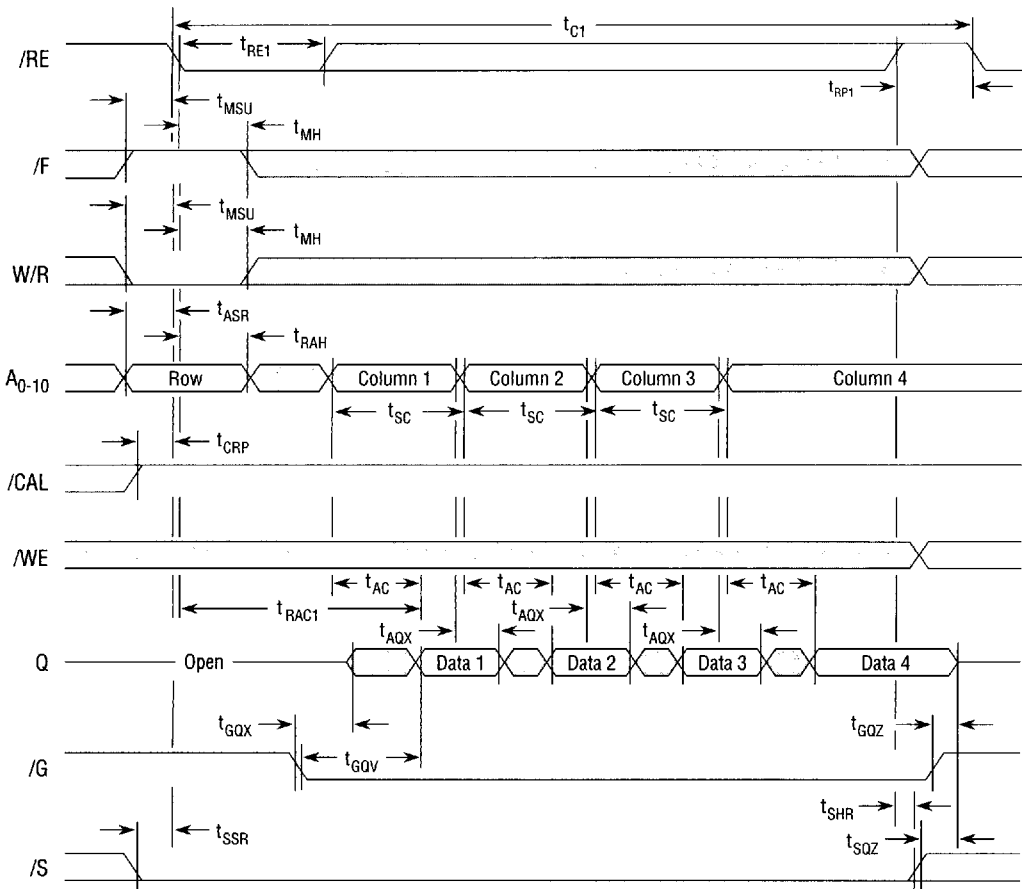 t_C1
t_RE1
/RE
t_RP1
t_MSU
t_MH
/F
t_MSU
t_MH
W/R
t_ASR
t_RAH
A_0-10 Row Column 1 Column 2 Column 3 Column 4
t_SC t_SC t_SC
t_CRP
/CAL
/WE
t_AC t_AC t_AC t_AC
t_RAC1 t_AQX
t_AQX t_AQX
Q Open Data 1 Data 2 Data 3 Data 4
t_GQX t_GQZ
/G t_GQV
t_SHR
t_SSR t_SQZ
/S